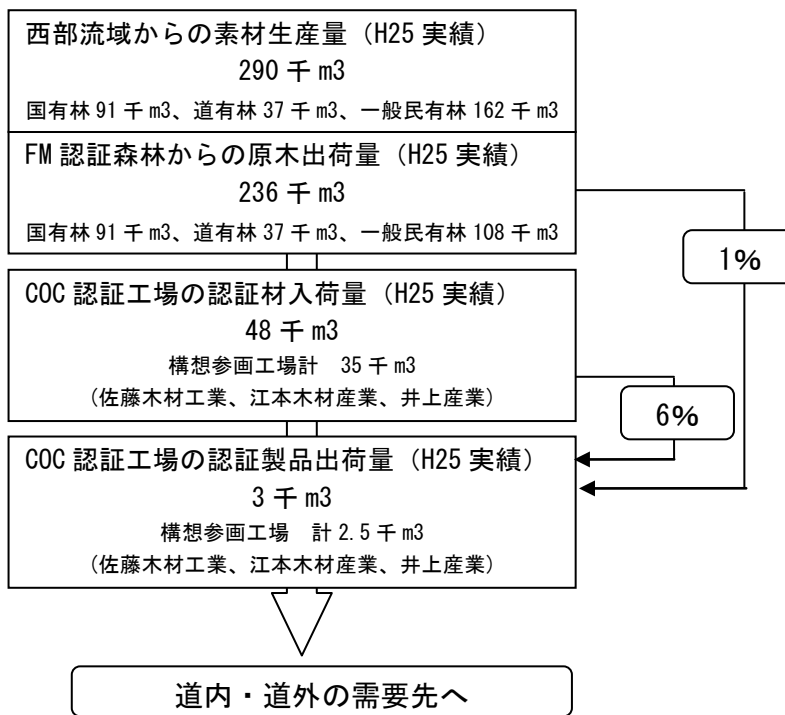 西部流域からの素材生産量（H25 実績）
290 千 m3
国有林 91 千 m3、道有林 37 千 m3、一般民有林 162 千 m3
FM 認証森林からの原木出荷量（H25 実績）
236 千 m3
国有林 91 千 m3、道有林 37 千 m3、一般民有林 108 千 m3
1%
COC 認証工場の認証材入荷量（H25 実績）
48 千 m3
構想参画工場計　35 千 m3
（佐藤木材工業、江本木材産業、井上産業）
6%
COC 認証工場の認証製品出荷量（H25 実績）
3 千 m3
構想参画工場　計 2.5 千 m3
（佐藤木材工業、江本木材産業、井上産業）
道内・道外の需要先へ